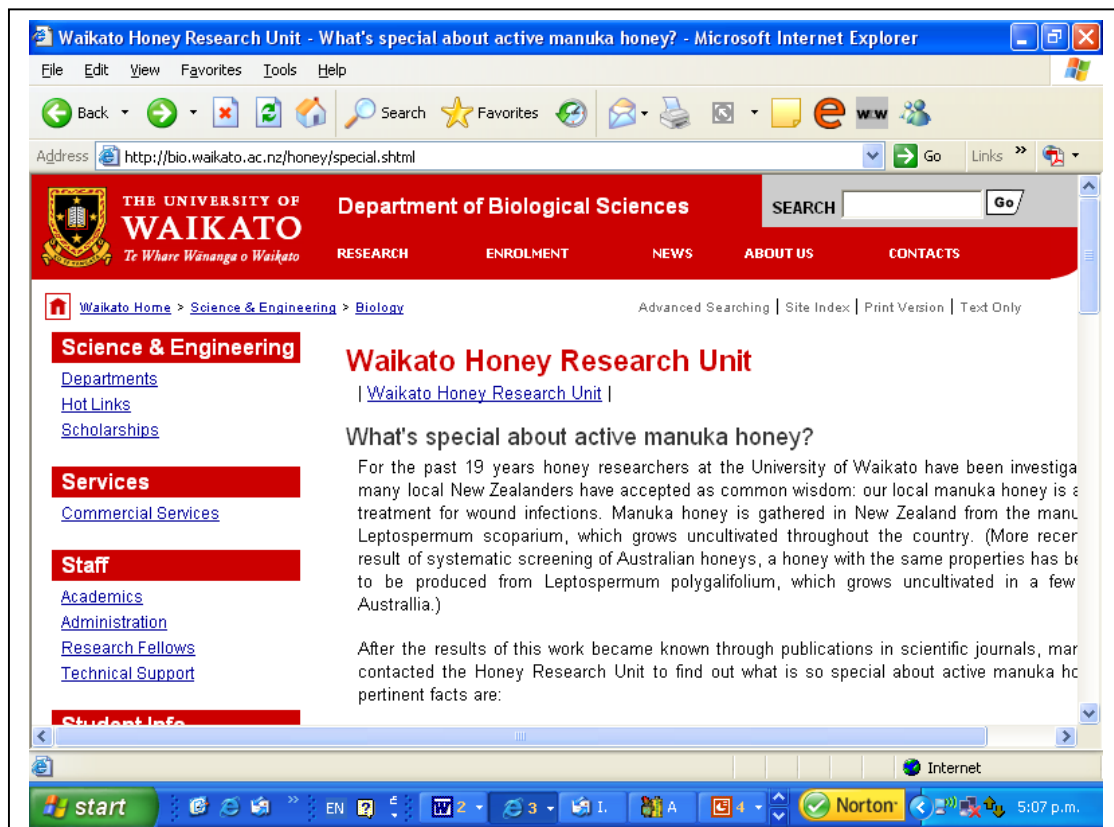 Waikato Honey Research Unit - What's special about active manuka honey? - Microsoft Internet Explorer
File Edit View Favorites Tools Help
Back Search Favorites
Address http://bio.waikato.ac.nz/honey/special.shtml Go Links »
THE UNIVERSITY OF
WAIKATO
Te Whare Wānanga o Waikato
Department of Biological Sciences
SEARCH Go
RESEARCH ENROLMENT NEWS ABOUT US CONTACTS
Waikato Home > Science & Engineering > Biology
Advanced Searching | Site Index | Print Version | Text Only
Science & Engineering
Departments
Hot Links
Scholarships
Services
Commercial Services
Staff
Academics
Administration
Research Fellows
Technical Support
Student Info
Waikato Honey Research Unit
| Waikato Honey Research Unit |
What's special about active manuka honey?
For the past 19 years honey researchers at the University of Waikato have been investiga
many local New Zealanders have accepted as common wisdom: our local manuka honey is a
treatment for wound infections. Manuka honey is gathered in New Zealand from the manu
Leptospermum scoparium, which grows uncultivated throughout the country. (More recen
result of systematic screening of Australian honeys, a honey with the same properties has be
to be produced from Leptospermum polygalifolium, which grows uncultivated in a few
Australlia.)
After the results of this work became known through publications in scientific journals, man
contacted the Honey Research Unit to find out what is so special about active manuka ho
pertinent facts are:
Internet
start » EN 2 3 I. A 4 Norton 5:07 p.m.